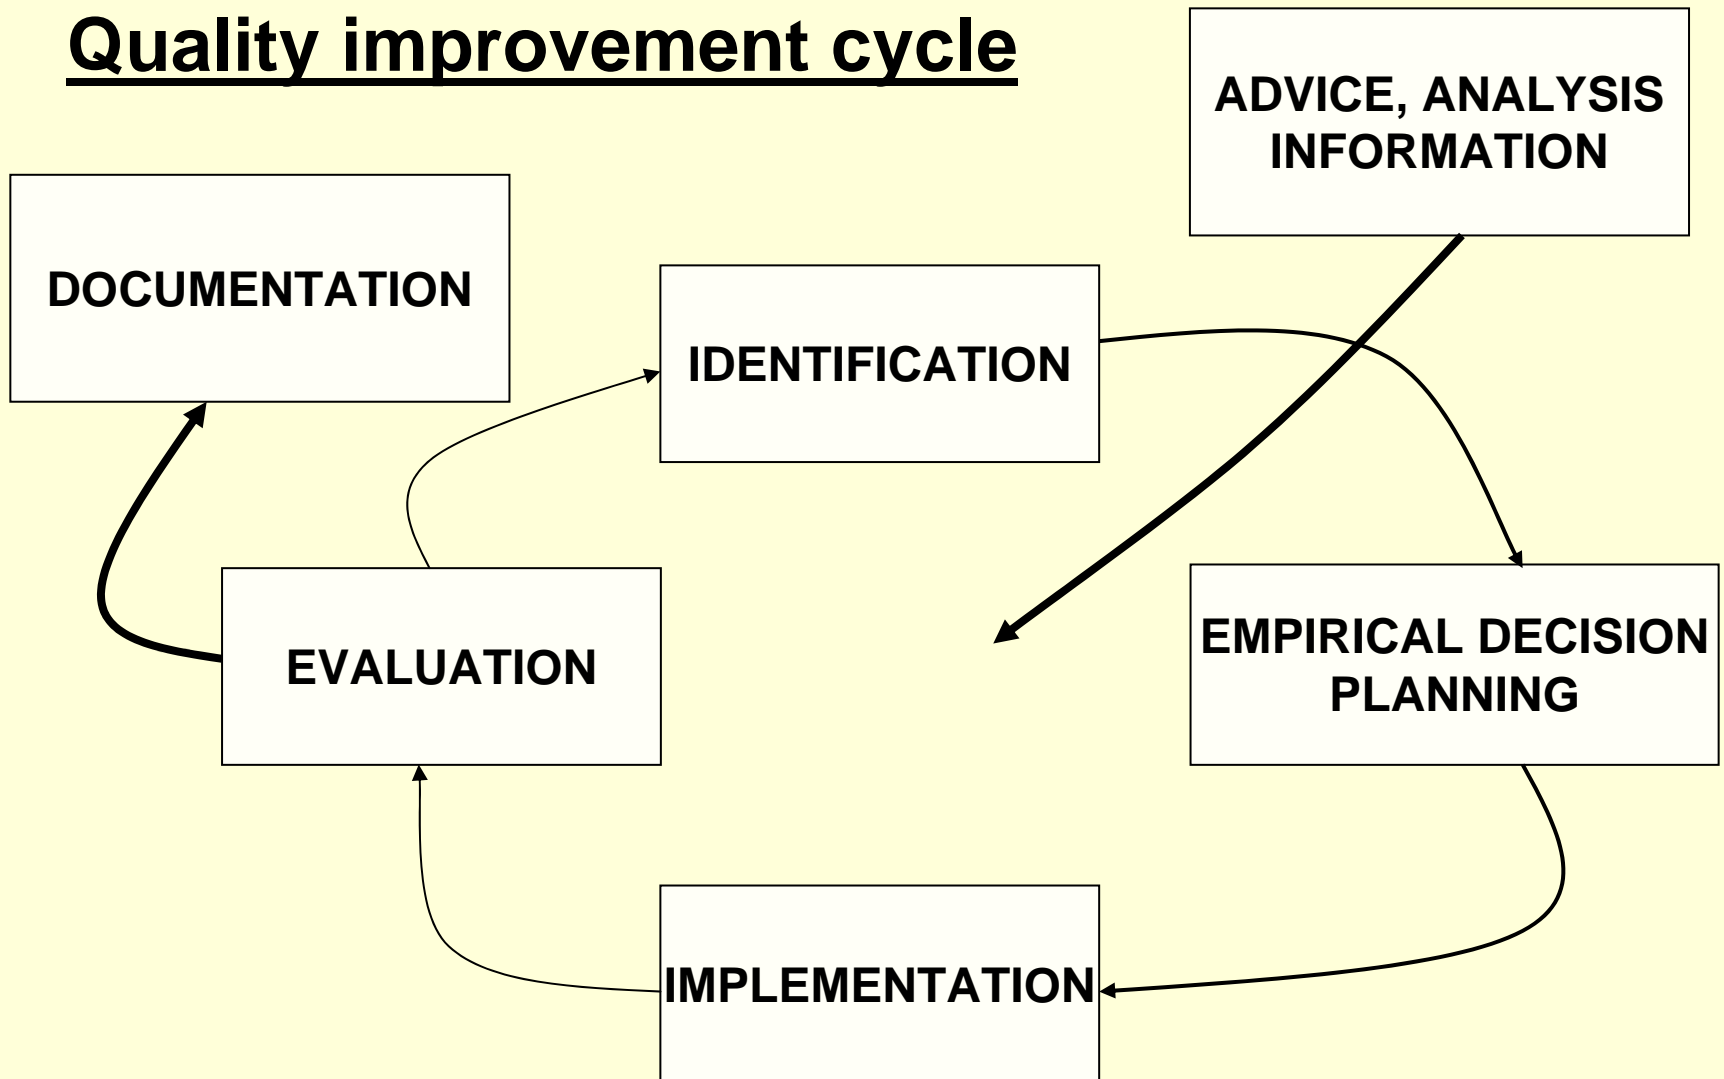 Quality improvement cycle
ADVICE, ANALYSIS
INFORMATION
DOCUMENTATION
IDENTIFICATION
EMPIRICAL DECISION
PLANNING
EVALUATION
IMPLEMENTATION